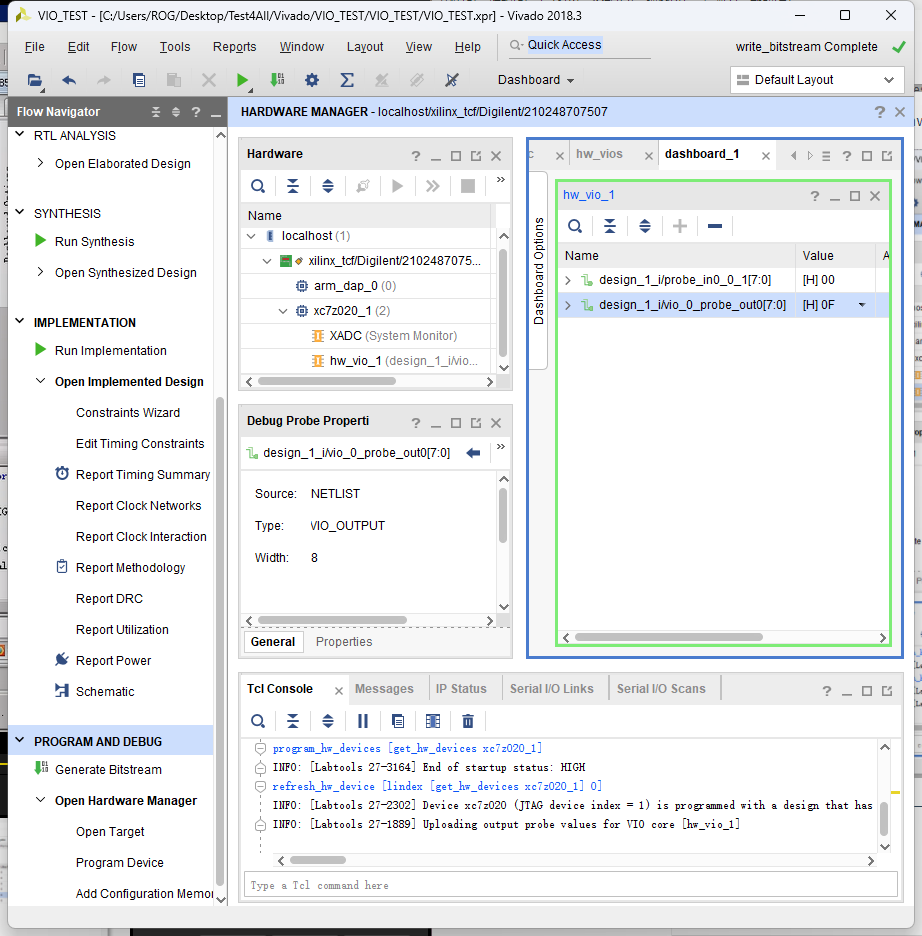 VIO_TEST - [C:/Users/ROG/Desktop/Test4All/Vivado/VIO_TEST/VIO_TEST/VIO_TEST.xpr] - Vivado 2018.3
File Edit Flow Tools Reports Window Layout View Help Quick Access write_bitstream Complete
Dashboard Default Layout
Flow Navigator
RTL ANALYSIS
Open Elaborated Design
SYNTHESIS
Run Synthesis
Open Synthesized Design
IMPLEMENTATION
Run Implementation
Open Implemented Design
Constraints Wizard
Edit Timing Constraints
Report Timing Summary
Report Clock Networks
Report Clock Interaction
Report Methodology
Report DRC
Report Utilization
Report Power
Schematic
PROGRAM AND DEBUG
Generate Bitstream
Open Hardware Manager
Open Target
Program Device
Add Configuration Memor
HARDWARE MANAGER - localhost/xilinx_tcf/Digilent/210248707507
Hardware
Name
localhost (1)
xilinx_tcf/Digilent/2102487075...
arm_dap_0 (0)
xc7z020_1 (2)
XADC (System Monitor)
hw_vio_1 (design_1_i/vio...
Debug Probe Properti
design_1_i/vio_0_probe_out0[7:0]
Source: NETLIST
Type: VIO_OUTPUT
Width: 8
General Properties
c hw_vios dashboard_1
Dashboard Options
hw_vio_1
Name Value A
design_1_i/probe_in0_0_1[7:0] [H] 00
design_1_i/vio_0_probe_out0[7:0] [H] 0F
Tcl Console Messages IP Status Serial I/O Links Serial I/O Scans
program_hw_devices [get_hw_devices xc7z020_1]
INFO: [Labtools 27-3164] End of startup status: HIGH
refresh_hw_device [lindex [get_hw_devices xc7z020_1] 0]
INFO: [Labtools 27-2302] Device xc7z020 (JTAG device index = 1) is programmed with a design that has
INFO: [Labtools 27-1889] Uploading output probe values for VIO core [hw_vio_1]
Type a Tcl command here